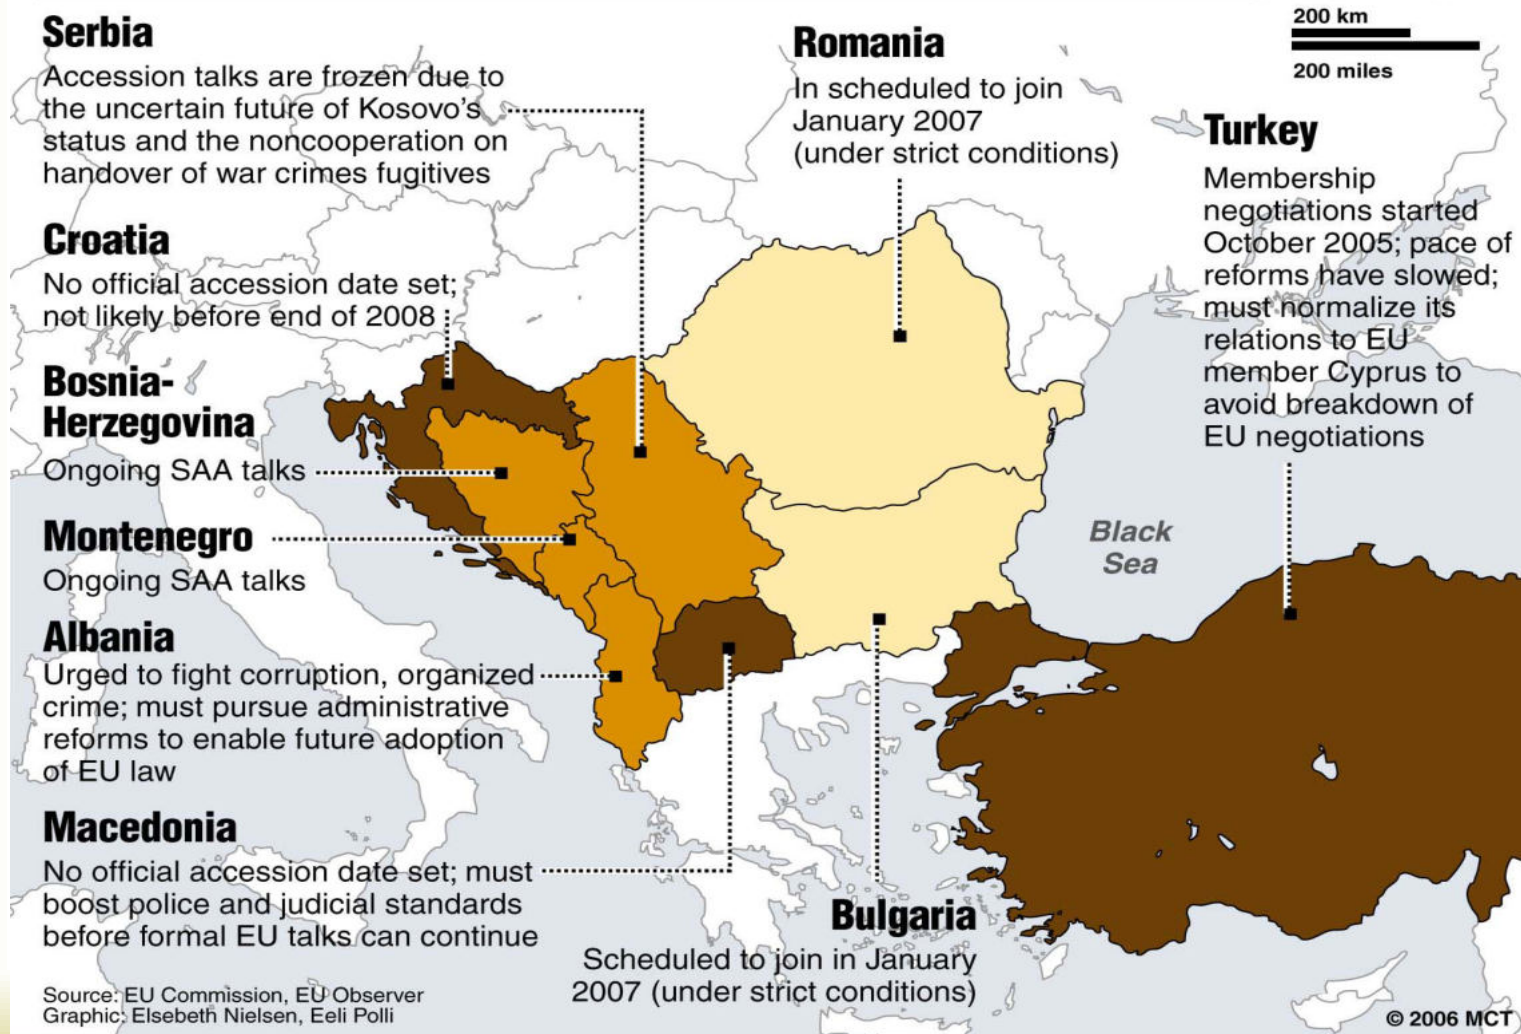 Serbia
Accession talks are frozen due to
the uncertain future of Kosovo's
status and the noncooperation on
handover of war crimes fugitives
Croatia
No official accession date set;
not likely before end of 2008
Bosnia-
Herzegovina
Ongoing SAA talks
Montenegro
Ongoing SAA talks
Albania
Urged to fight corruption, organized
crime; must pursue administrative
reforms to enable future adoption
of EU law
Macedonia
No official accession date set; must
boost police and judicial standards
before formal EU talks can continue
Source: EU Commission, EU Observer
Graphic: Elsebeth Nielsen, Eeli Polli
Romania
In scheduled to join
January 2007
(under strict conditions)
200 km
200 miles
Turkey
Membership
negotiations started
October 2005; pace of
reforms have slowed;
must normalize its
relations to EU
member Cyprus to
avoid breakdown of
EU negotiations
Black
Sea
Bulgaria
Scheduled to join in January
2007 (under strict conditions)
© 2006 MCT